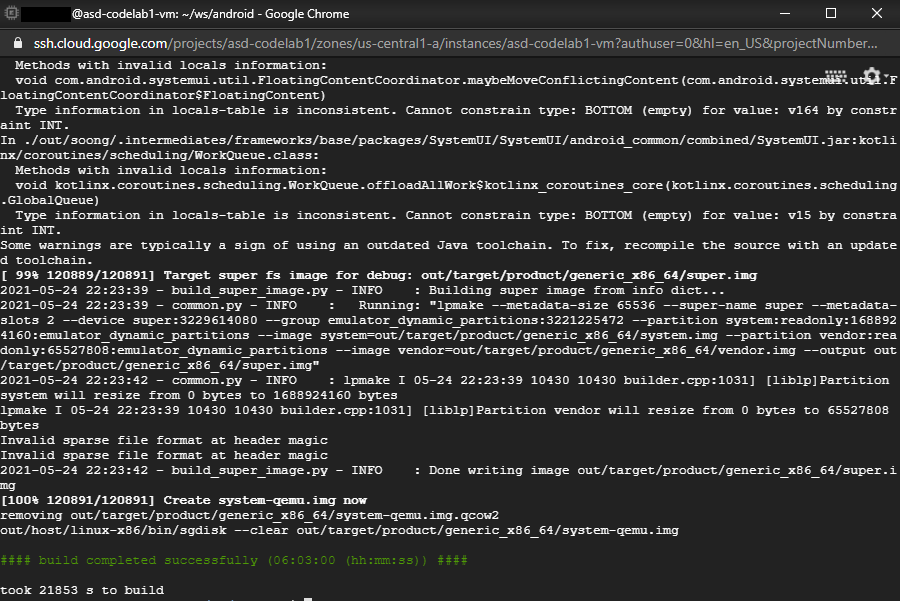 @asd-codelab1-vm: ~/ws/android - Google Chrome
ssh.cloud.google.com/projects/asd-codelab1/zones/us-central1-a/instances/asd-codelab1-vm?authuser=0&hl=en_US&projectNumber...
  Methods with invalid locals information:
  void com.android.systemui.util.FloatingContentCoordinator.maybeMoveConflictingContent(com.android.systemui.util.F
loatingContentCoordinator$FloatingContent)
  Type information in locals-table is inconsistent. Cannot constrain type: BOTTOM (empty) for value: v164 by constr
aint INT.
In ./out/soong/.intermediates/frameworks/base/packages/SystemUI/SystemUI/android_common/combined/SystemUI.jar:kotli
nx/coroutines/scheduling/WorkQueue.class:
  Methods with invalid locals information:
  void kotlinx.coroutines.scheduling.WorkQueue.offloadAllWork$kotlinx_coroutines_core(kotlinx.coroutines.scheduling
.GlobalQueue)
  Type information in locals-table is inconsistent. Cannot constrain type: BOTTOM (empty) for value: v15 by constra
int INT.
Some warnings are typically a sign of using an outdated Java toolchain. To fix, recompile the source with an update
d toolchain.
[ 99% 120889/120891] Target super fs image for debug: out/target/product/generic_x86_64/super.img
2021-05-24 22:23:39 - build_super_image.py - INFO    : Building super image from info dict...
2021-05-24 22:23:39 - common.py - INFO    :   Running: "lpmake --metadata-size 65536 --super-name super --metadata-
slots 2 --device super:3229614080 --group emulator_dynamic_partitions:3221225472 --partition system:readonly:168892
4160:emulator_dynamic_partitions --image system=out/target/product/generic_x86_64/system.img --partition vendor:rea
donly:65527808:emulator_dynamic_partitions --image vendor=out/target/product/generic_x86_64/vendor.img --output out
/target/product/generic_x86_64/super.img"
2021-05-24 22:23:42 - common.py - INFO    : lpmake I 05-24 22:23:39 10430 10430 builder.cpp:1031] [liblp]Partition
system will resize from 0 bytes to 1688924160 bytes
lpmake I 05-24 22:23:39 10430 10430 builder.cpp:1031] [liblp]Partition vendor will resize from 0 bytes to 65527808
bytes
Invalid sparse file format at header magic
Invalid sparse file format at header magic
2021-05-24 22:23:42 - build_super_image.py - INFO    : Done writing image out/target/product/generic_x86_64/super.i
mg
[100% 120891/120891] Create system-qemu.img now
removing out/target/product/generic_x86_64/system-qemu.img.qcow2
out/host/linux-x86/bin/sgdisk --clear out/target/product/generic_x86_64/system-qemu.img
#### build completed successfully (06:03:00 (hh:mm:ss)) ####
took 21853 s to build